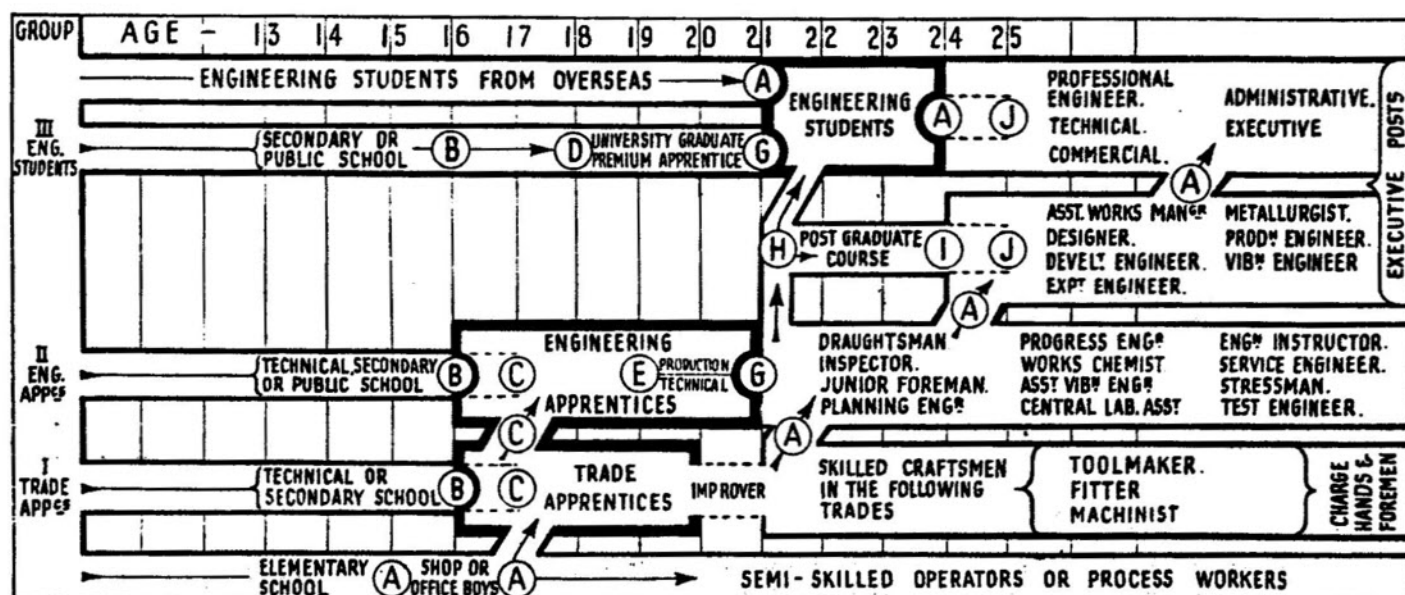 GROUP AGE - 13 14 15 16 17 18 19 20 21 22 23 24 25
ENGINEERING STUDENTS FROM OVERSEAS A
III
ENG.
STUDENTS
SECONDARY OR
PUBLIC SCHOOL
B
D
UNIVERSITY GRADUATE
PREMIUM APPRENTICE
G
ENGINEERING
STUDENTS
A
J
PROFESSIONAL
ENGINEER.
TECHNICAL.
COMMERCIAL.
ADMINISTRATIVE.
EXECUTIVE
A
EXECUTIVE POSTS
H
POST GRADUATE
COURSE
I
J
ASST. WORKS MANGR
DESIGNER.
DEVELT ENGINEER.
EXPT ENGINEER.
METALLURGIST.
PRODN ENGINEER.
VIBN ENGINEER
A
II
ENG.
APPCS
TECHNICAL, SECONDARY
OR PUBLIC SCHOOL
B
C
ENGINEERING
APPRENTICES
E
PRODUCTION
TECHNICAL
G
C
DRAUGHTSMAN
INSPECTOR.
JUNIOR FOREMAN.
PLANNING ENGR
PROGRESS ENGR
WORKS CHEMIST
ASST VIBN ENGR
CENTRAL LAB. ASST
ENGN INSTRUCTOR.
SERVICE ENGINEER.
STRESSMAN.
TEST ENGINEER.
A
I
TRADE
APPCS
TECHNICAL OR
SECONDARY SCHOOL
B
C
TRADE
APPRENTICES
IMPROVER
SKILLED CRAFTSMEN
IN THE FOLLOWING
TRADES
TOOLMAKER.
FITTER
MACHINIST
CHARGE
HANDS &
FOREMEN
ELEMENTARY
SCHOOL
A
SHOP OR
OFFICE BOYS
A
SEMI-SKILLED OPERATORS OR PROCESS WORKERS